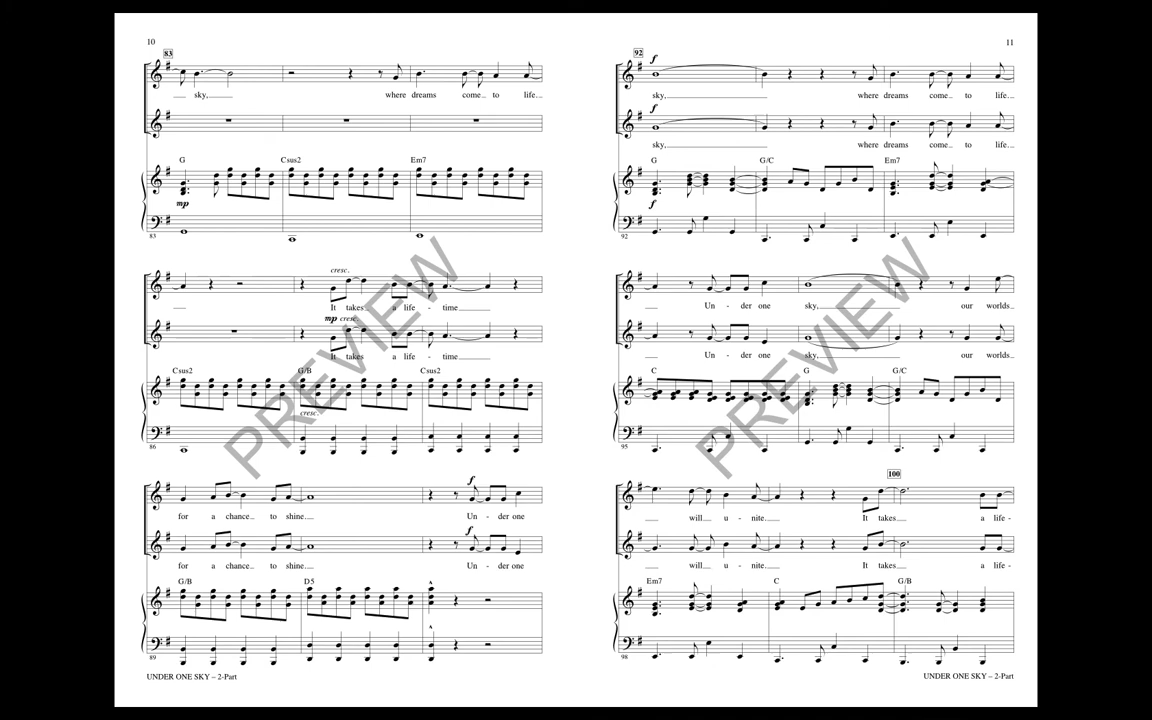 10
83
sky, where dreams come to life.
G Csus2 Em7
mp
83
cresc.
It takes a life - time
mp cresc.
It takes a life - time
Csus2 G/B Csus2
cresc.
86
f
for a chance to shine. Un - der one
f
for a chance to shine. Un - der one
G/B D5
89
UNDER ONE SKY – 2-Part
PREVIEW
11
92
f
sky, where dreams come to life.
f
sky, where dreams come to life.
G G/C Em7
f
92
Un - der one sky, our worlds
Un - der one sky, our worlds
C G G/C
95
100
will u - nite. It takes a life -
will u - nite. It takes a life -
Em7 C G/B
98
UNDER ONE SKY – 2-Part
PREVIEW